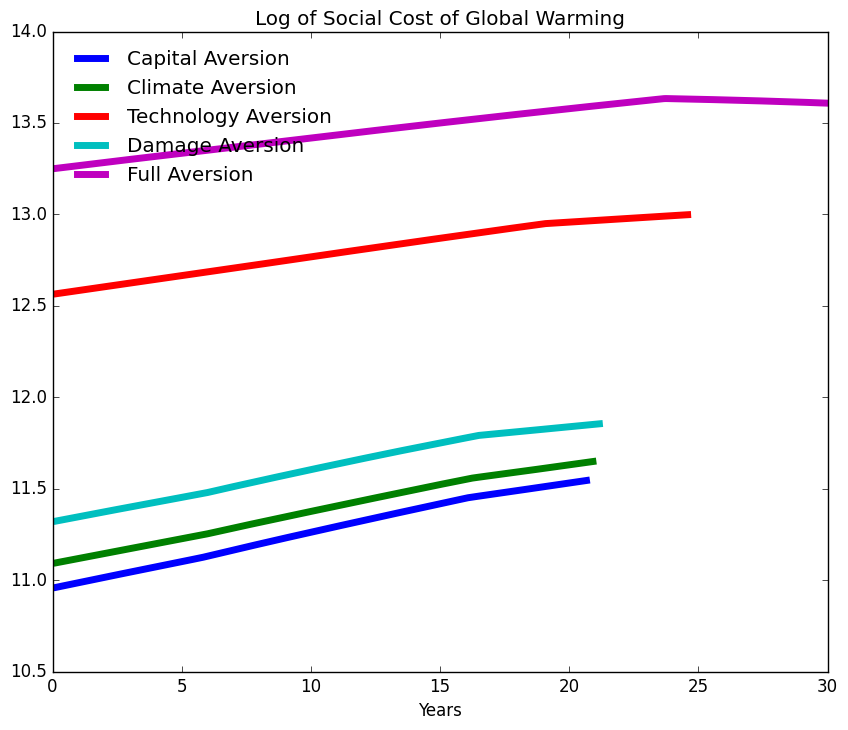 Log of Social Cost of Global Warming
14.0
13.5
13.0
12.5
12.0
11.5
11.0
10.5
Capital Aversion
Climate Aversion
Technology Aversion
Damage Aversion
Full Aversion
0 5 10 15 20 25 30
Years